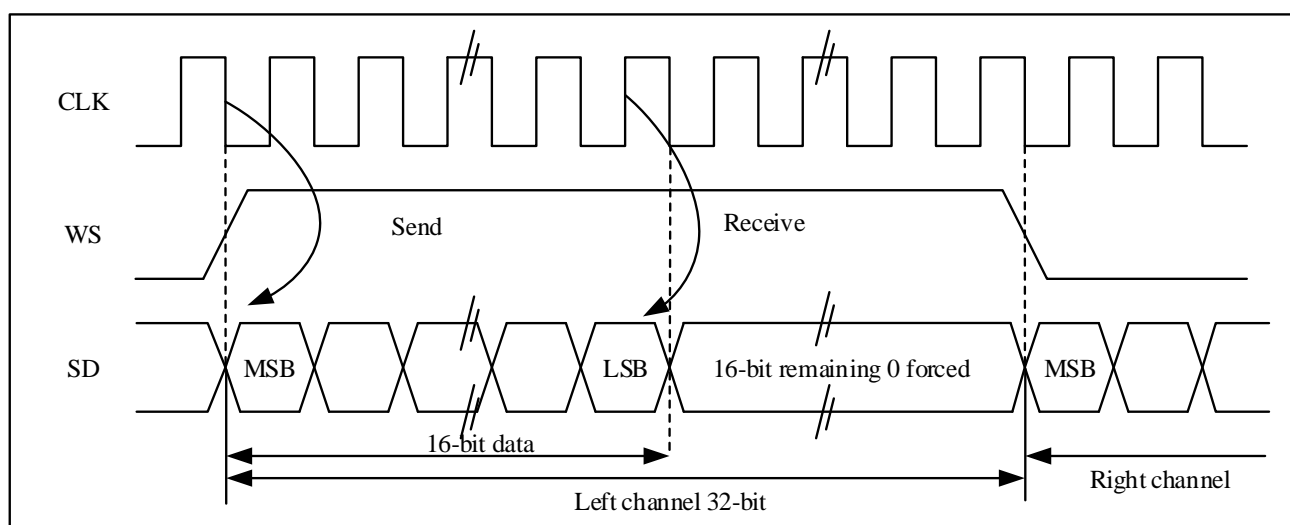 CLK
WS
Send
Receive
SD
MSB
LSB
16-bit remaining 0 forced
MSB
16-bit data
Left channel 32-bit
Right channel